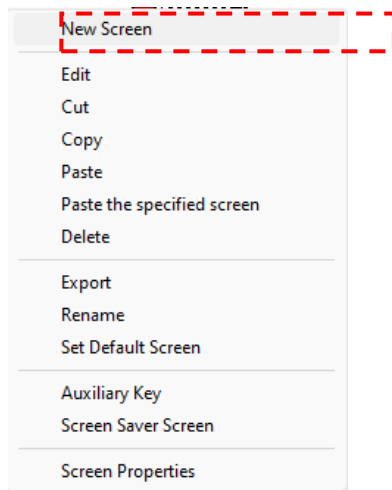 New Screen
Edit
Cut
Copy
Paste
Paste the specified screen
Delete
Export
Rename
Set Default Screen
Auxiliary Key
Screen Saver Screen
Screen Properties